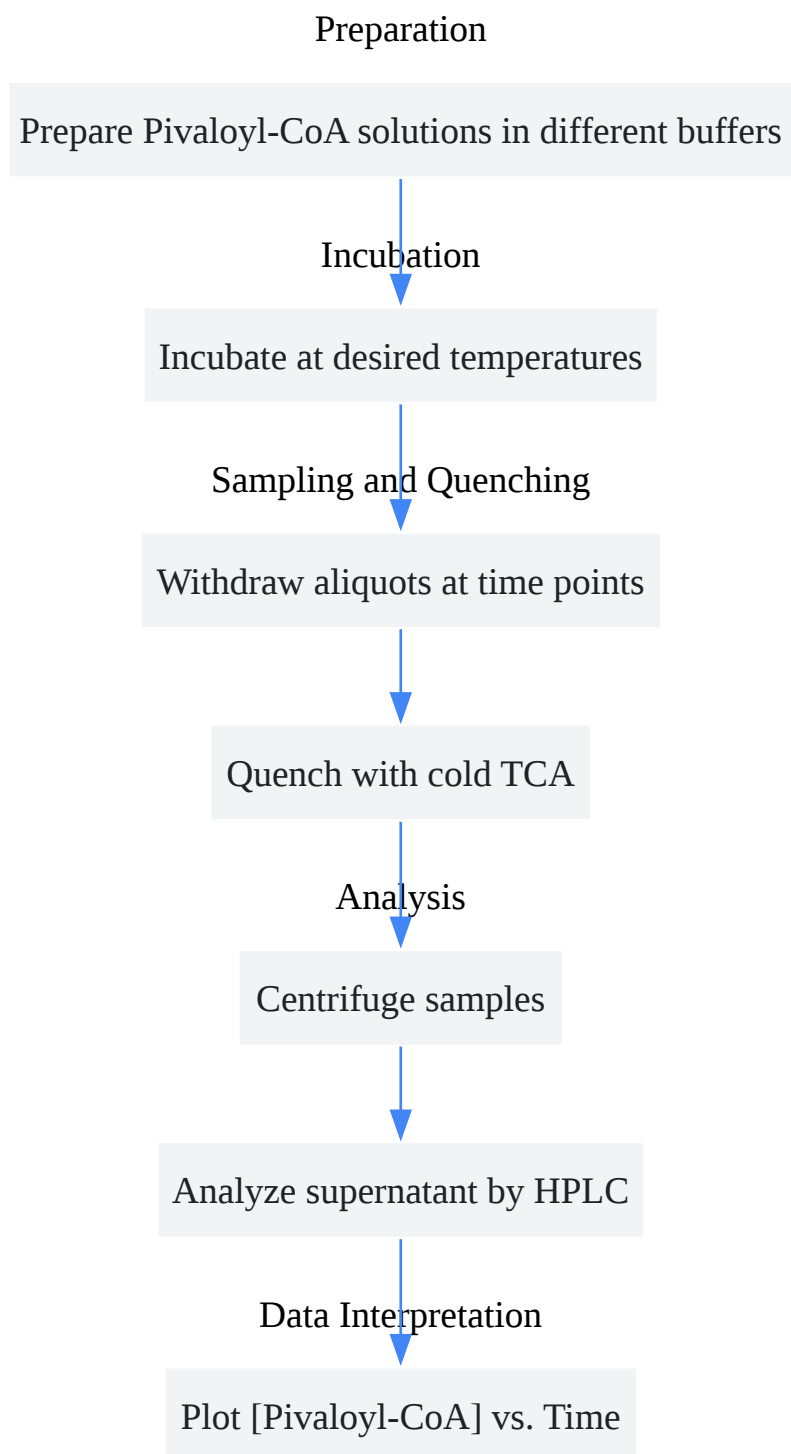 Preparation
Prepare Pivaloyl-CoA solutions in different buffers
Incubation
Incubate at desired temperatures
Sampling and Quenching
Withdraw aliquots at time points
Quench with cold TCA
Analysis
Centrifuge samples
Analyze supernatant by HPLC
Data Interpretation
Plot [Pivaloyl-CoA] vs. Time